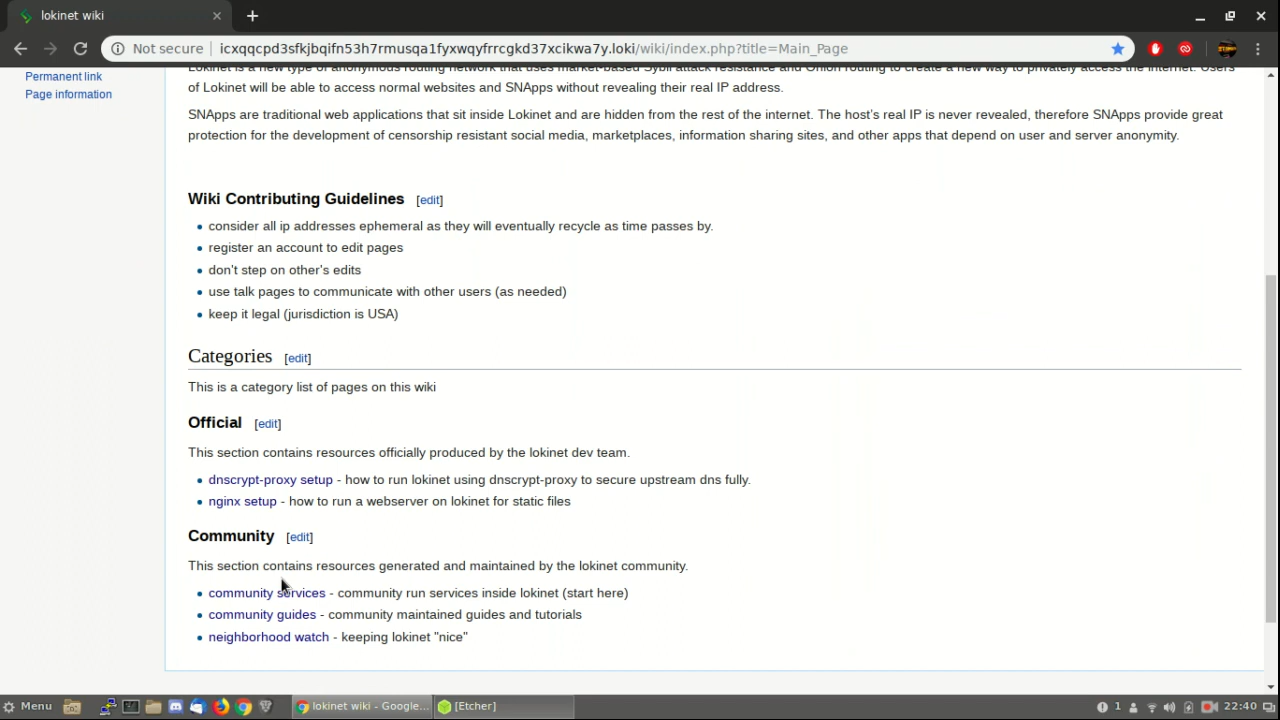 lokinet wiki
Not secure icxqqcpd3sfkjbqifn53h7rmusqa1fyxwqyfrrcgkd37xcikwa7y.loki/wiki/index.php?title=Main_Page
Permanent link
Page information
Lokinet is a new type of anonymous routing network that uses market-based Sybil attack resistance and Onion routing to create a new way to privately access the internet. Users
of Lokinet will be able to access normal websites and SNApps without revealing their real IP address.
SNApps are traditional web applications that sit inside Lokinet and are hidden from the rest of the internet. The host's real IP is never revealed, therefore SNApps provide great
protection for the development of censorship resistant social media, marketplaces, information sharing sites, and other apps that depend on user and server anonymity.
Wiki Contributing Guidelines [edit]
consider all ip addresses ephemeral as they will eventually recycle as time passes by.
register an account to edit pages
don't step on other's edits
use talk pages to communicate with other users (as needed)
keep it legal (jurisdiction is USA)
Categories [edit]
This is a category list of pages on this wiki
Official [edit]
This section contains resources officially produced by the lokinet dev team.
dnscrypt-proxy setup - how to run lokinet using dnscrypt-proxy to secure upstream dns fully.
nginx setup - how to run a webserver on lokinet for static files
Community [edit]
This section contains resources generated and maintained by the lokinet community.
community services - community run services inside lokinet (start here)
community guides - community maintained guides and tutorials
neighborhood watch - keeping lokinet "nice"
Menu lokinet wiki - Google... [Etcher] 1 22:40